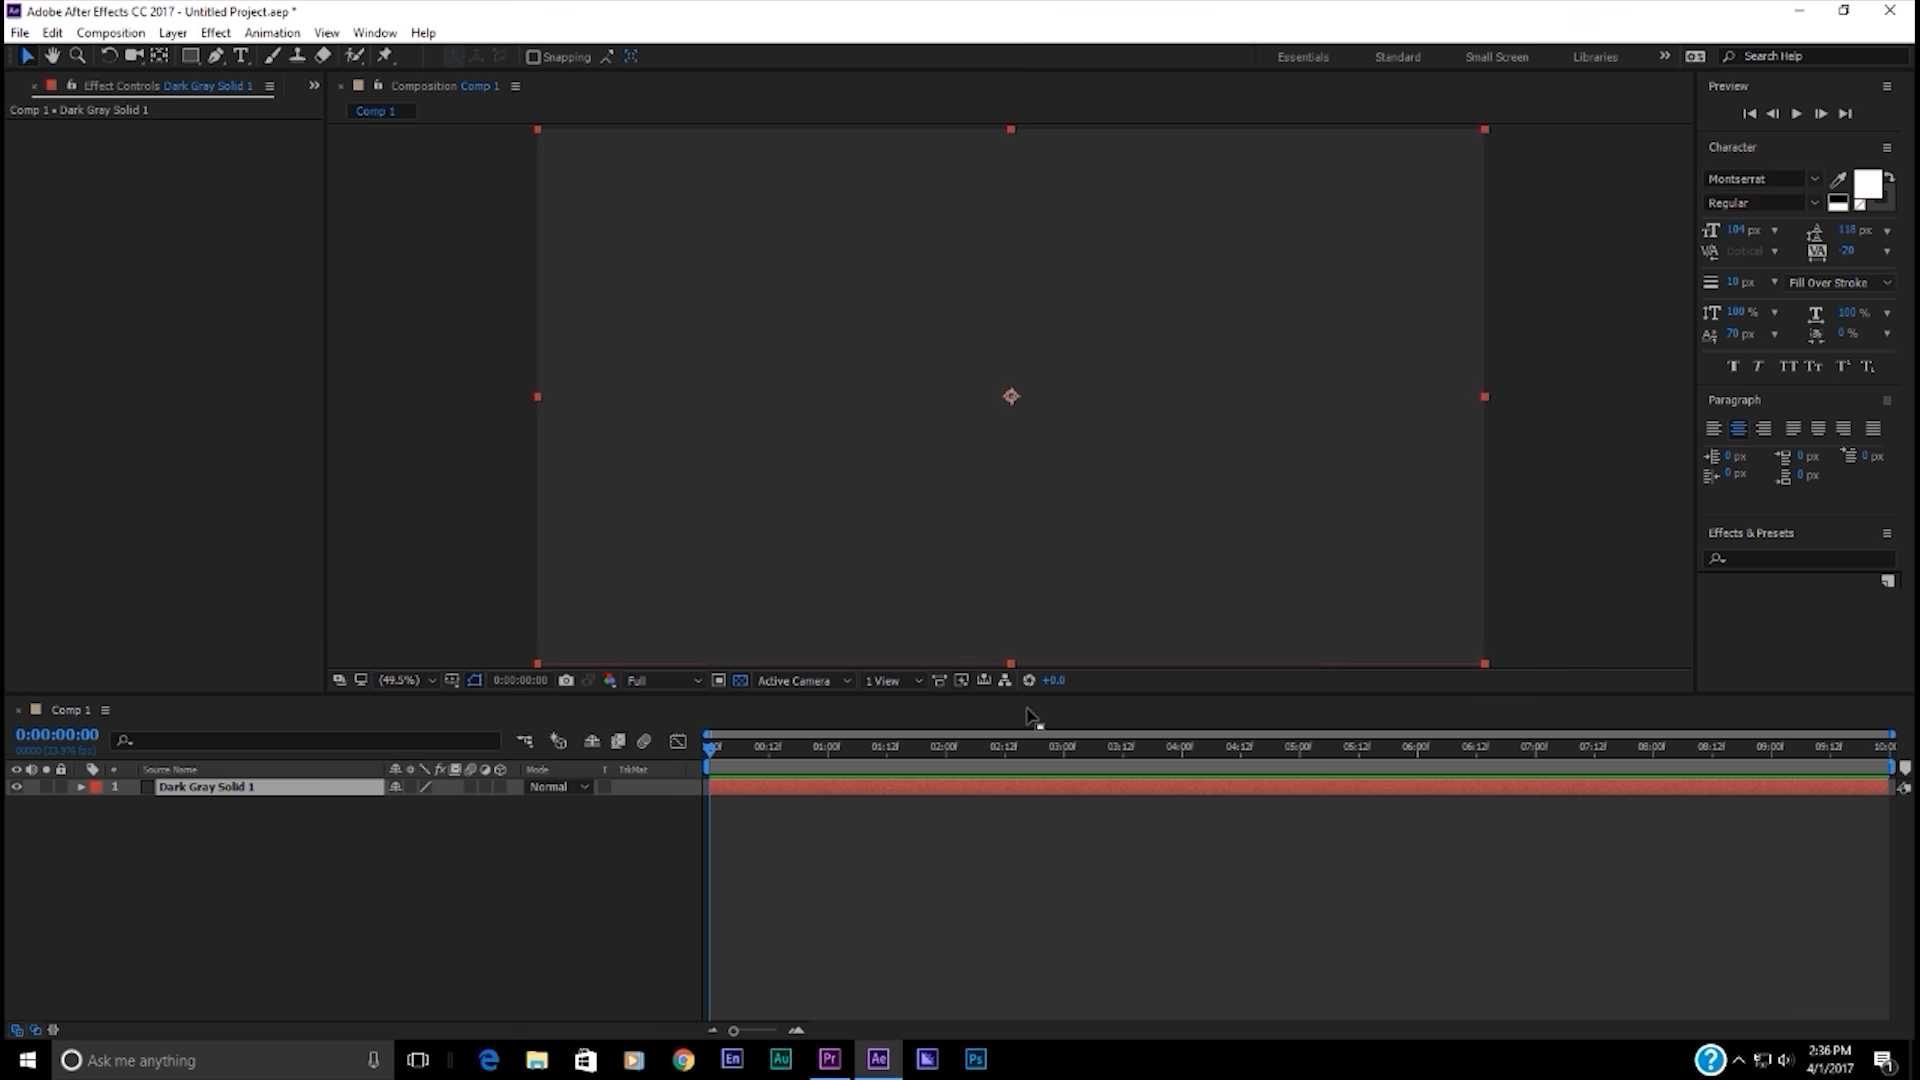 Adobe After Effects CC 2017 - Untitled Project.aep *
File Edit Composition Layer Effect Animation View Window Help
Snapping Essentials Standard Small Screen Libraries Search Help
Effect Controls Dark Gray Solid 1
Composition Comp 1
Preview
Comp 1 • Dark Gray Solid 1
Comp 1
Character
Montserrat
Regular
104 px 118 px
Optical -20
10 px Fill Over Stroke
100 % 100 %
70 px 0 %
Paragraph
0 px 0 px 0 px
0 px 0 px
Effects & Presets
(49.5%) 0:00:00:00 Full Active Camera 1 View +0.0
Comp 1
0:00:00:00
00000 (23.976 fps)
00:12f 01:00f 01:12f 02:00f 02:12f 03:00f 03:12f 04:00f 04:12f 05:00f 05:12f 06:00f 06:12f 07:00f 07:12f 08:00f 08:12f 09:00f 09:12f 10:00
# Source Name Mode T TrkMat
1 Dark Gray Solid 1 Normal
Ask me anything En Au Pr Ae Ps
2:36 PM
4/1/2017